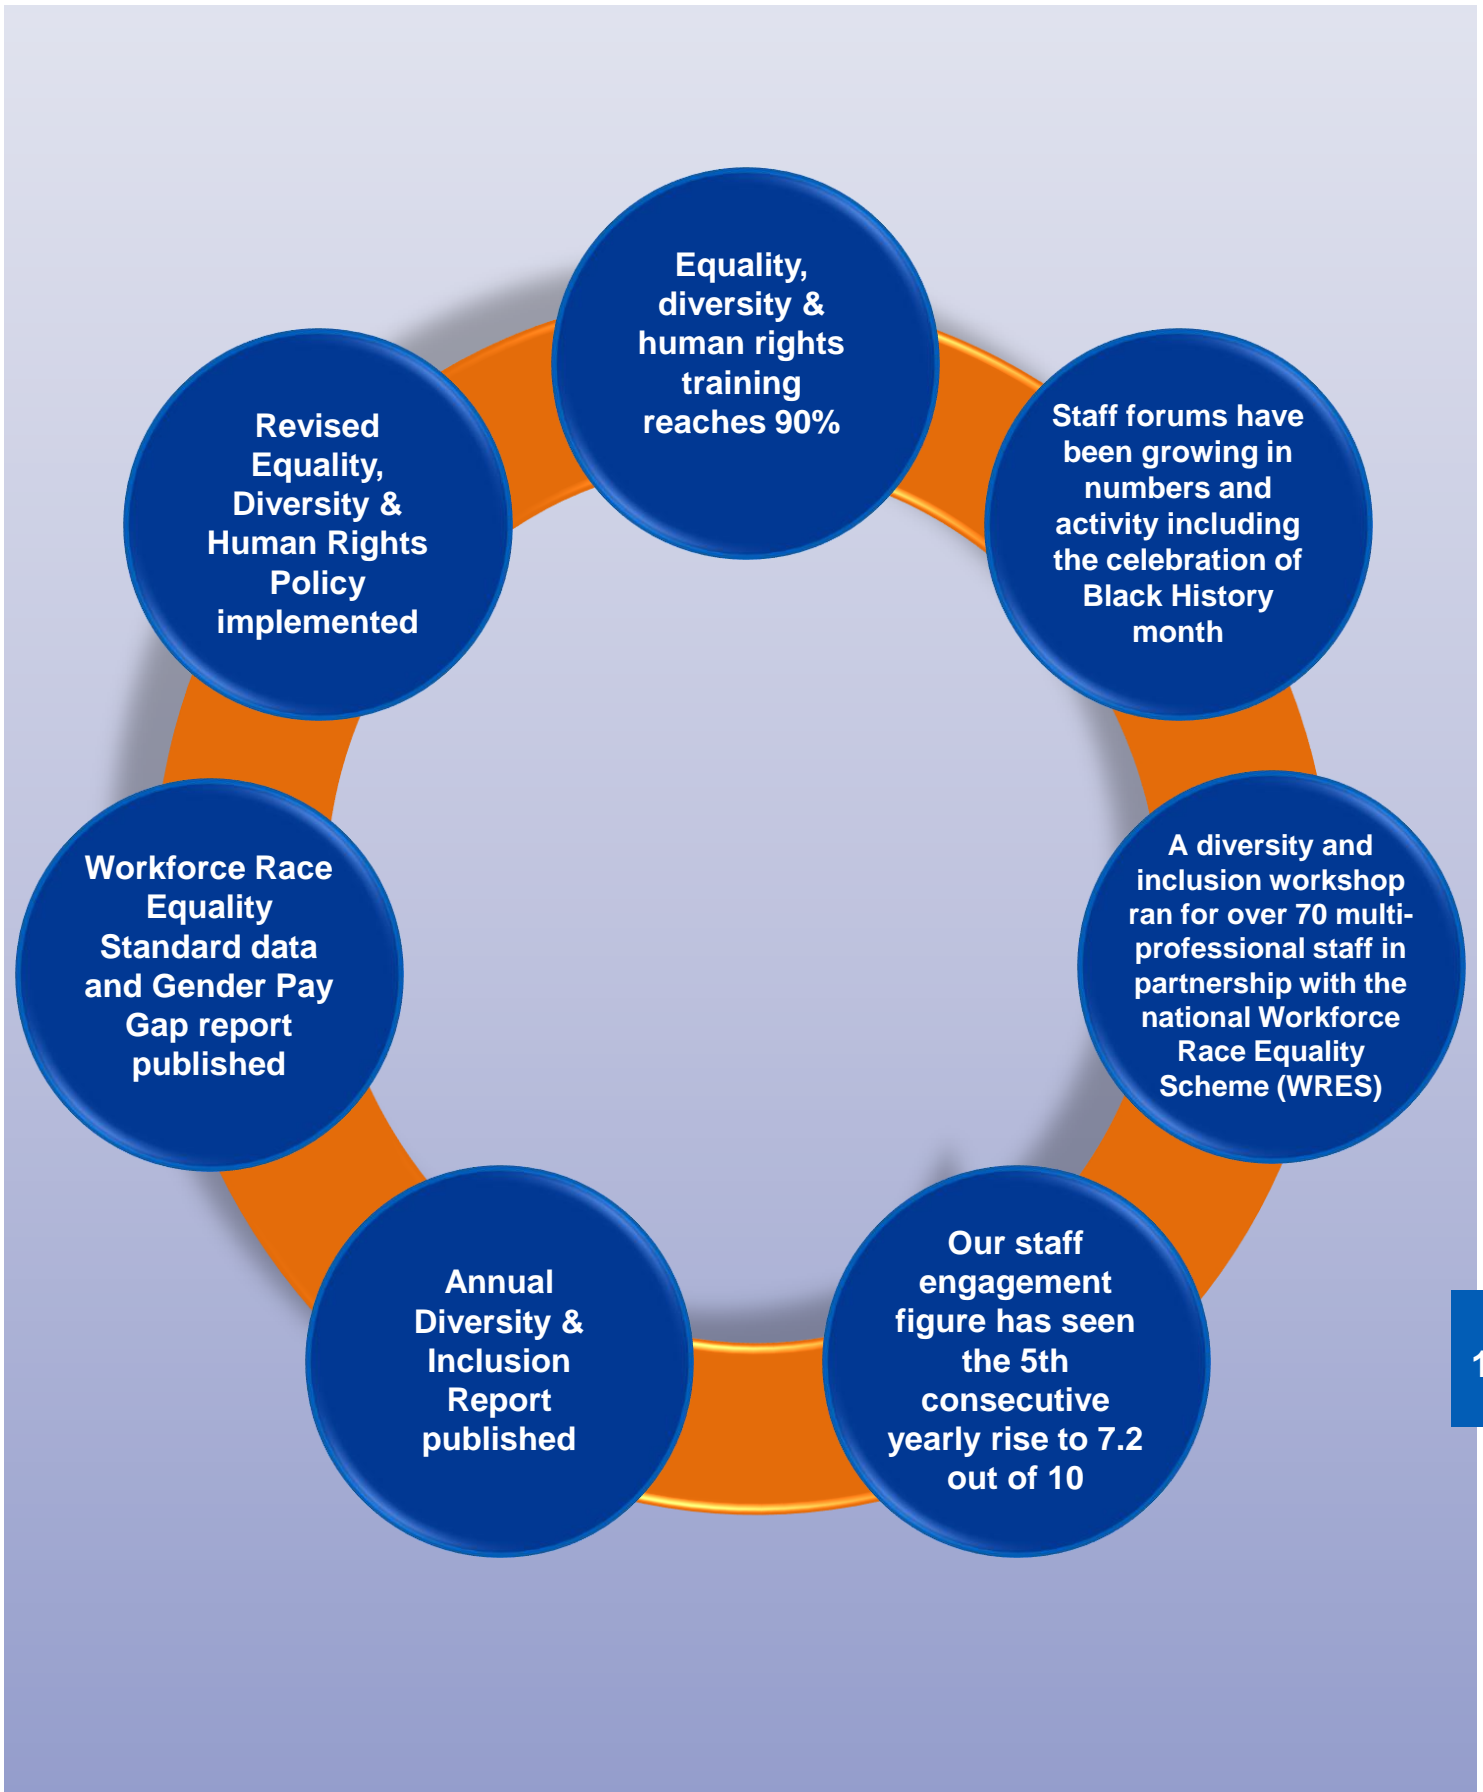 Equality,
diversity &
human rights
training
reaches 90%
Staff forums have
been growing in
numbers and
activity including
the celebration of
Black History
month
A diversity and
inclusion workshop
ran for over 70 multi-
professional staff in
partnership with the
national Workforce
Race Equality
Scheme (WRES)
Our staff
engagement
figure has seen
the 5th
consecutive
yearly rise to 7.2
out of 10
Annual
Diversity &
Inclusion
Report
published
Workforce Race
Equality
Standard data
and Gender Pay
Gap report
published
Revised
Equality,
Diversity &
Human Rights
Policy
implemented